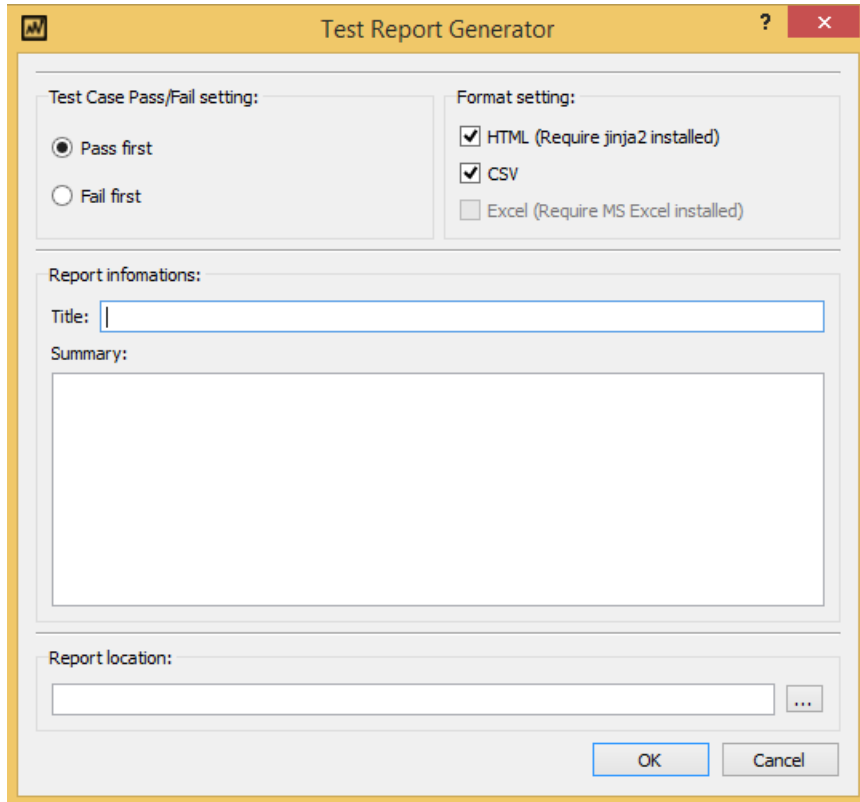 Test Report Generator
?
Test Case Pass/Fail setting:
Pass first
Fail first
Format setting:
HTML (Require jinja2 installed)
CSV
Excel (Require MS Excel installed)
Report infomations:
Title:
Summary:
Report location:
...
OK
Cancel